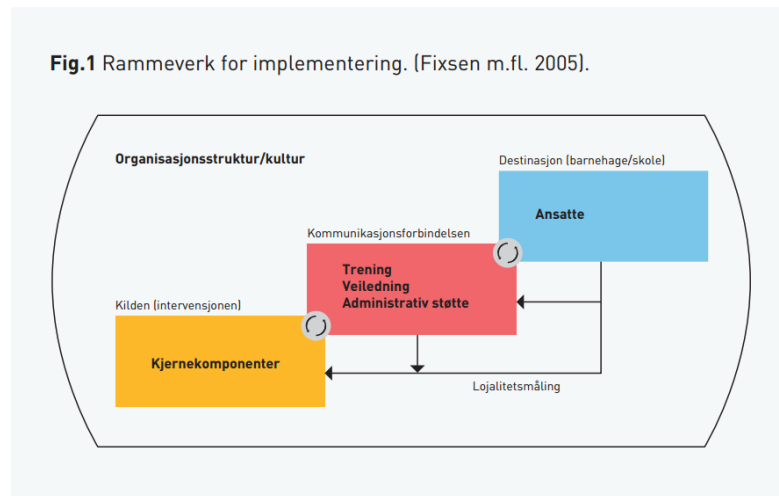 Fig.1 Rammeverk for implementering. (Fixsen m.fl. 2005).
Organisasjonsstruktur/kultur
Destinasjon (barnehage/skole)
Ansatte
Kommunikasjonsforbindelsen
Trening
Veiledning
Administrativ støtte
Kilden (intervensjonen)
Kjernekomponenter
Lojalitetsmåling